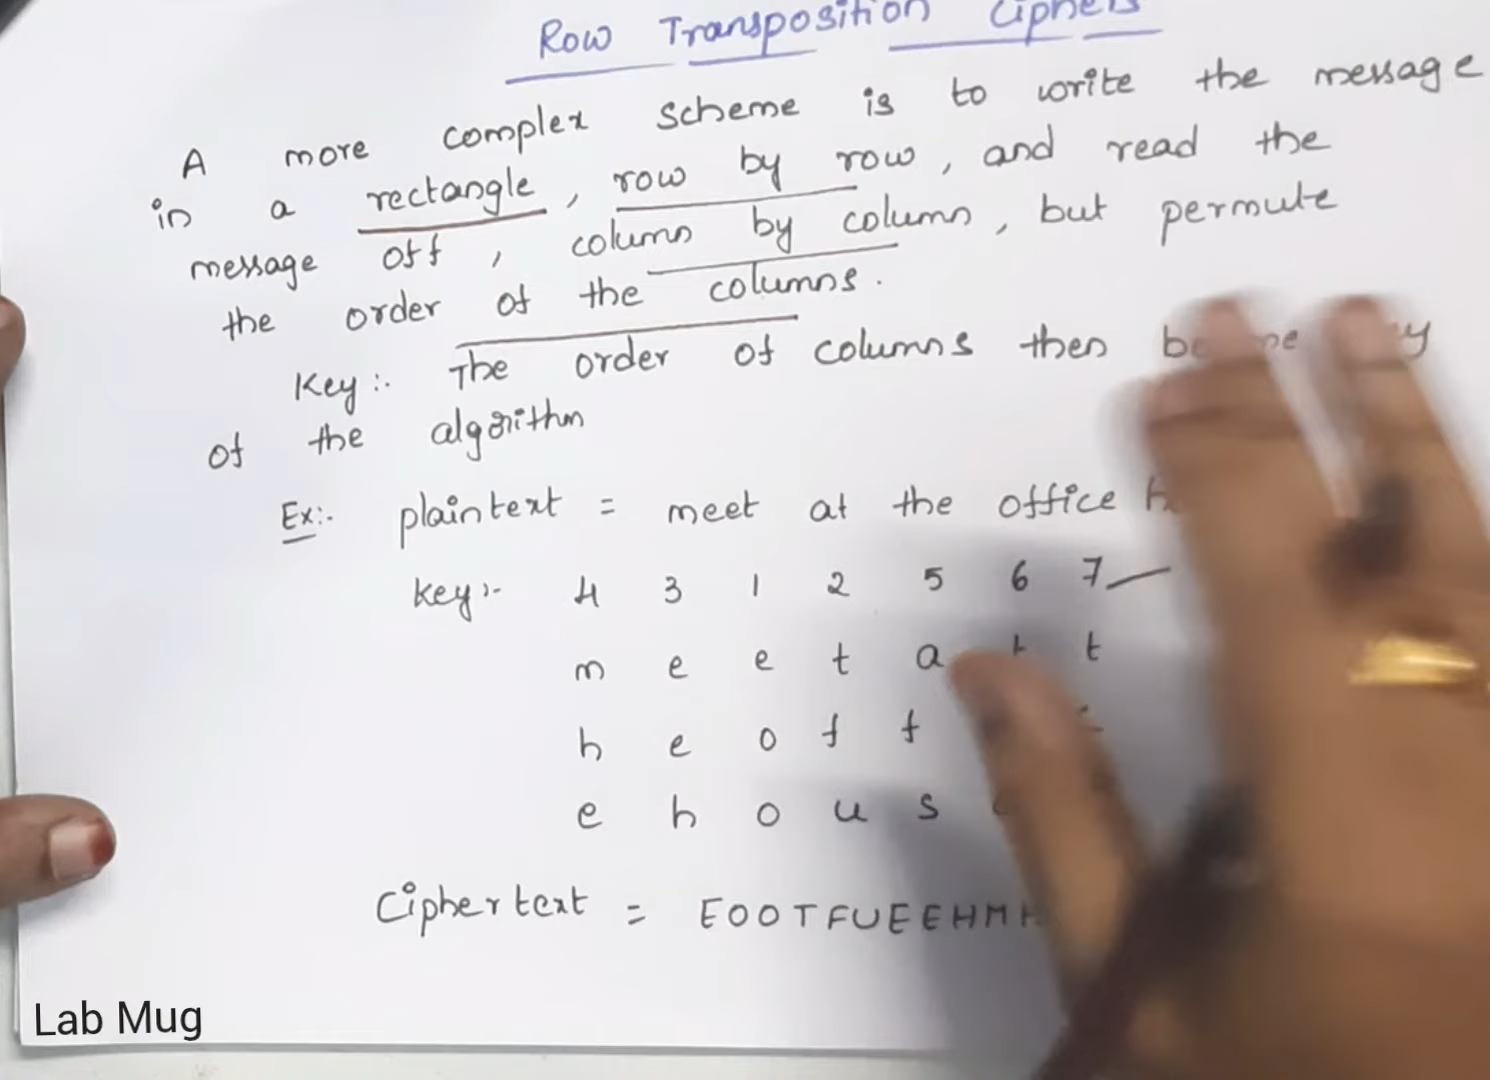 Row Transposition Ciphers
A more complex scheme is to write the message
in a rectangle, row by row, and read the
message off, column by column, but permute
the order of the columns.
Key:. The order of columns then
of the algorithm
Ex:. plaintext = meet at the office
key:- 4 3 1 2 5 6 7
m e e t a t t
h e o f f
e h o u s
Ciphertext = EOOTFUEEHM
Lab Mug